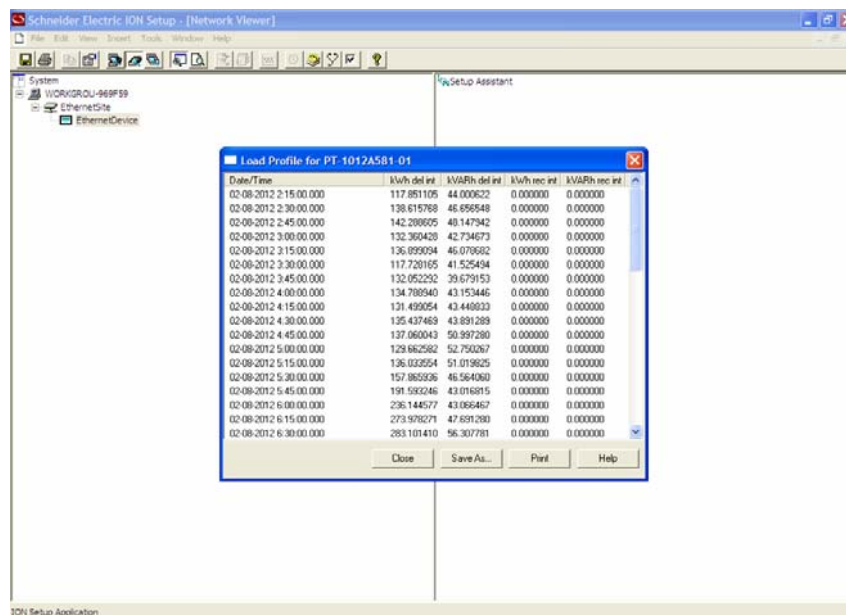 Schneider Electric ION Setup - [Network Viewer]
File Edit View Insert Tools Window Help
System
WORKGROU-969F59
EthernetSite
EthernetDevice
Setup Assistant
Load Profile for PT-1012A581-01
Date/Time kWh del int kVARh del int kWh rec int kVARh rec int
02-08-2012 2:15:00.000 117.851105 44.000622 0.000000 0.000000
02-08-2012 2:30:00.000 138.615768 46.656548 0.000000 0.000000
02-08-2012 2:45:00.000 142.288605 48.147942 0.000000 0.000000
02-08-2012 3:00:00.000 132.360428 42.734673 0.000000 0.000000
02-08-2012 3:15:00.000 136.899094 46.078682 0.000000 0.000000
02-08-2012 3:30:00.000 117.728165 41.525494 0.000000 0.000000
02-08-2012 3:45:00.000 132.052292 39.679153 0.000000 0.000000
02-08-2012 4:00:00.000 134.788940 43.153446 0.000000 0.000000
02-08-2012 4:15:00.000 131.499054 43.448833 0.000000 0.000000
02-08-2012 4:30:00.000 135.437469 43.891289 0.000000 0.000000
02-08-2012 4:45:00.000 137.060043 50.997280 0.000000 0.000000
02-08-2012 5:00:00.000 129.662582 52.750267 0.000000 0.000000
02-08-2012 5:15:00.000 136.033554 51.019825 0.000000 0.000000
02-08-2012 5:30:00.000 157.865936 46.564060 0.000000 0.000000
02-08-2012 5:45:00.000 191.593246 43.016815 0.000000 0.000000
02-08-2012 6:00:00.000 236.144577 43.066467 0.000000 0.000000
02-08-2012 6:15:00.000 273.978271 47.691280 0.000000 0.000000
02-08-2012 6:30:00.000 283.101410 56.307781 0.000000 0.000000
Close Save As... Print Help
ION Setup Application